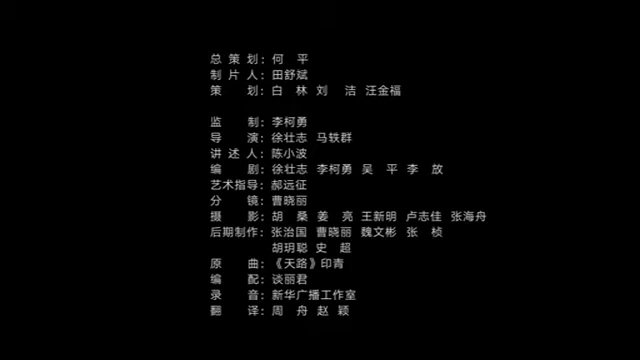 总 策 划：何　平
制 片 人：田舒斌
策　　划：白　林 刘　洁 汪金福
监　　制：李柯勇
导　　演：徐壮志 马轶群
讲 述 人：陈小波
编　　剧：徐壮志 李柯勇 吴　平 李　放
艺术指导：郝远征
分　　镜：曹晓丽
摄　　影：胡　桑 姜　亮 王新明 卢志佳 张海舟
后期制作：张治国 曹晓丽 魏文彬 张　桢
胡玥聪 史　超
原　　曲：《天路》印青
编　　配：谈丽君
录　　音：新华广播工作室
翻　　译：周　舟 赵　颖